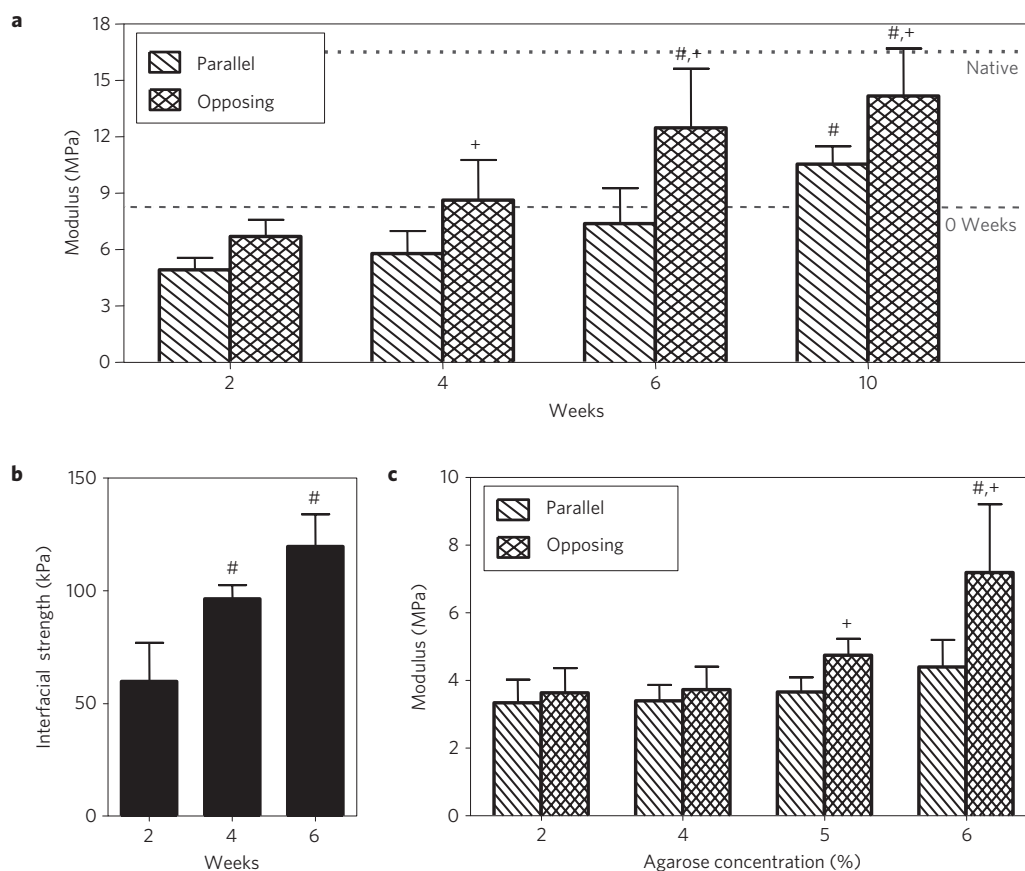 a
18
15
12
9
6
3
0
Modulus (MPa)
Parallel
Opposing
+
#,+
#
#,+
Native
0 Weeks
2 4 6 10
Weeks
b
150
100
50
0
Interfacial strength (kPa)
#
#
2 4 6
Weeks
c
10
8
6
4
2
0
Modulus (MPa)
Parallel
Opposing
+
#,+
2 4 5 6
Agarose concentration (%)